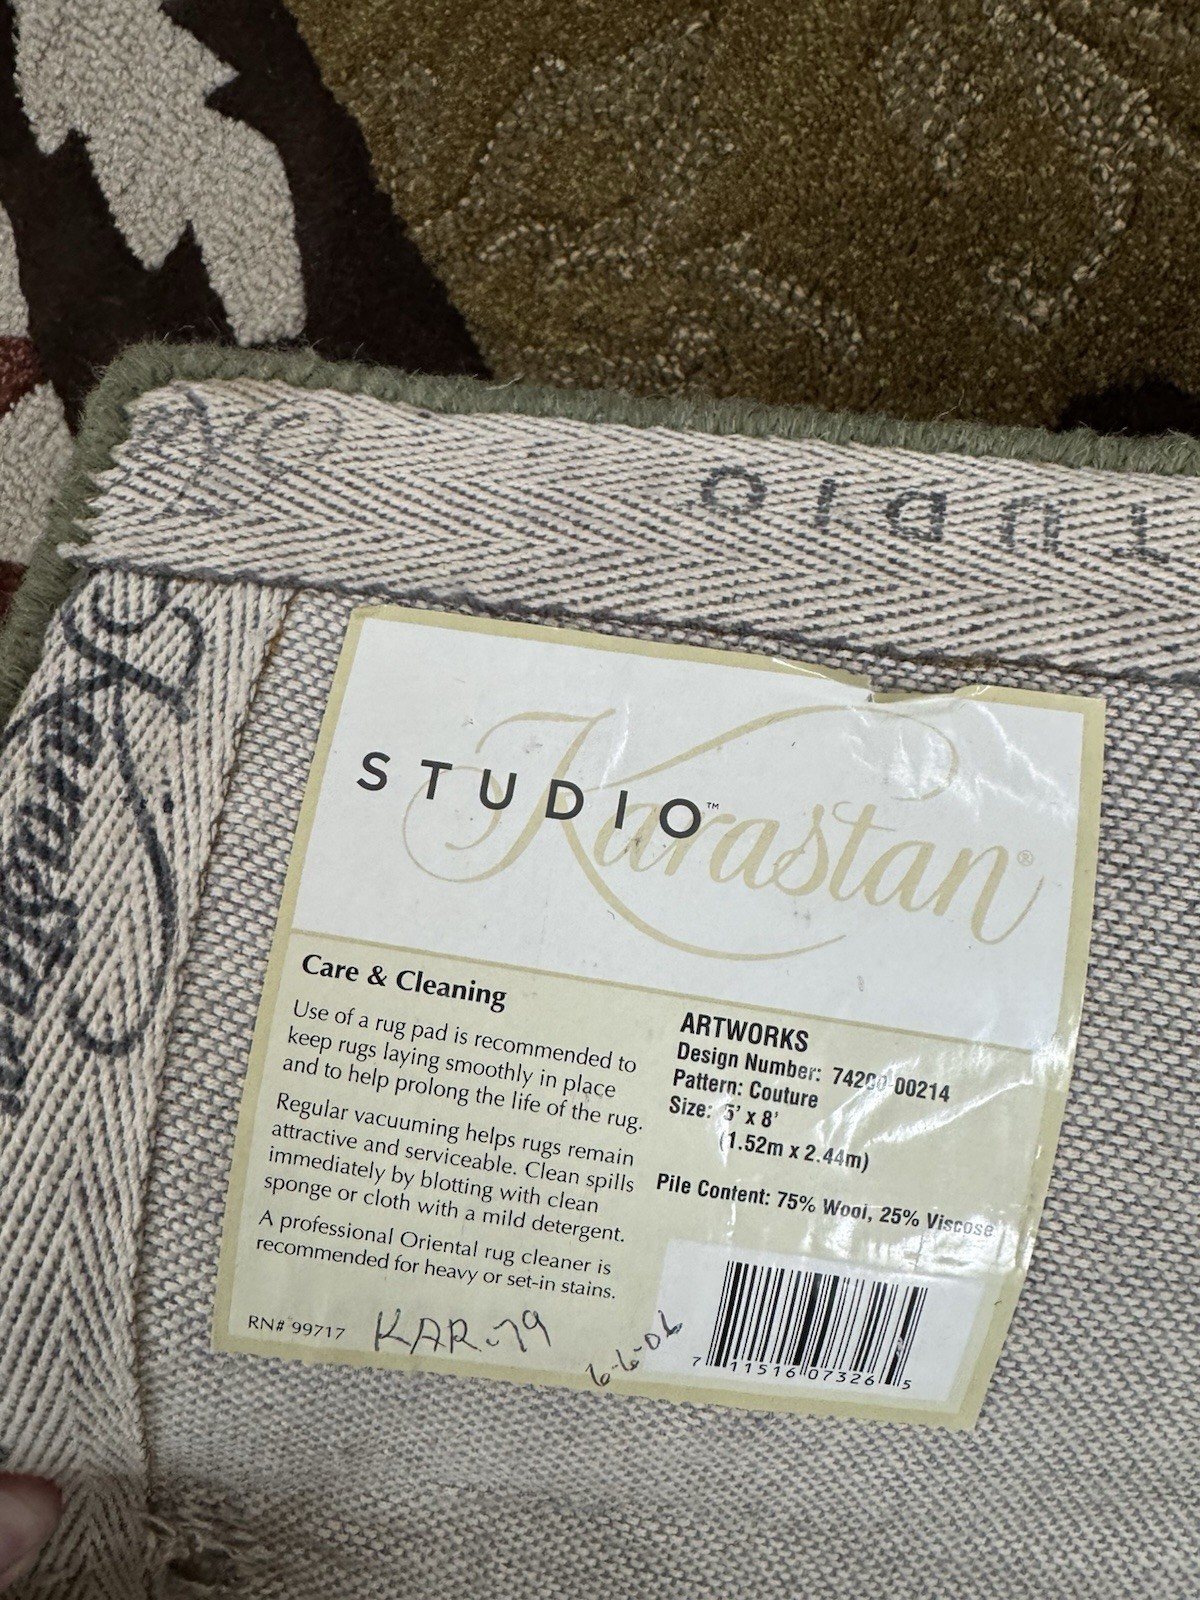 TUDIO
Karastan
STUDIO™
Karastan®
Care & Cleaning
Use of a rug pad is recommended to
keep rugs laying smoothly in place
and to help prolong the life of the rug.
Regular vacuuming helps rugs remain
attractive and serviceable. Clean spills
immediately by blotting with clean
sponge or cloth with a mild detergent.
A professional Oriental rug cleaner is
recommended for heavy or set-in stains.
RN# 99717
KAR-79
6-6-06
ARTWORKS
Design Number: 74200-00214
Pattern: Couture
Size: 5' x 8'
(1.52m x 2.44m)
Pile Content: 75% Wool, 25% Viscose
7 11516 07326 5